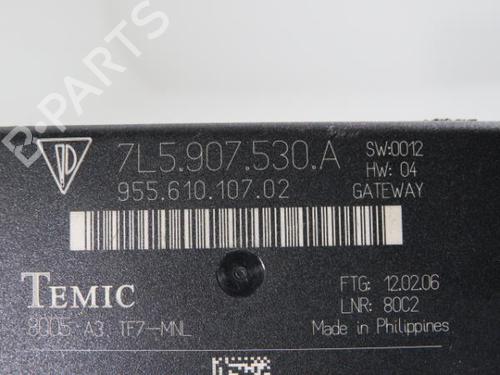 B-PARTS
7L5.907.530.A
SW:0012
955.610.107.02
HW: 04
GATEWAY
TEMIC
8005 A3 TF7-MNL
FTG: 12.02.06
LNR: 80C2
Made in Philippines